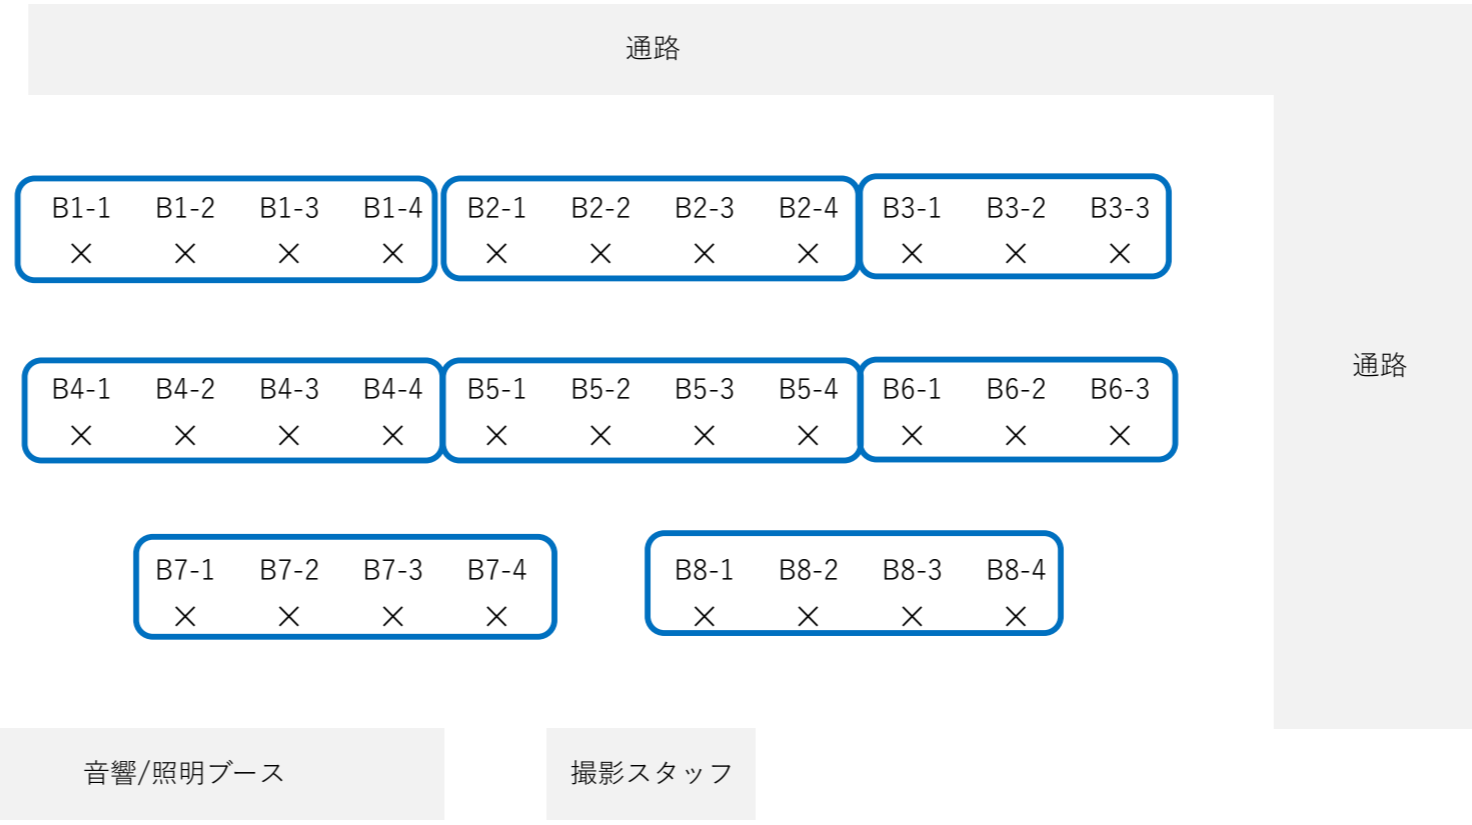 通路
B1-1 B1-2 B1-3 B1-4 B2-1 B2-2 B2-3 B2-4 B3-1 B3-2 B3-3
× × × × × × × × × × ×
通路
B4-1 B4-2 B4-3 B4-4 B5-1 B5-2 B5-3 B5-4 B6-1 B6-2 B6-3
× × × × × × × × × × ×
B7-1 B7-2 B7-3 B7-4 B8-1 B8-2 B8-3 B8-4
× × × × × × × ×
音響/照明ブース
撮影スタッフ